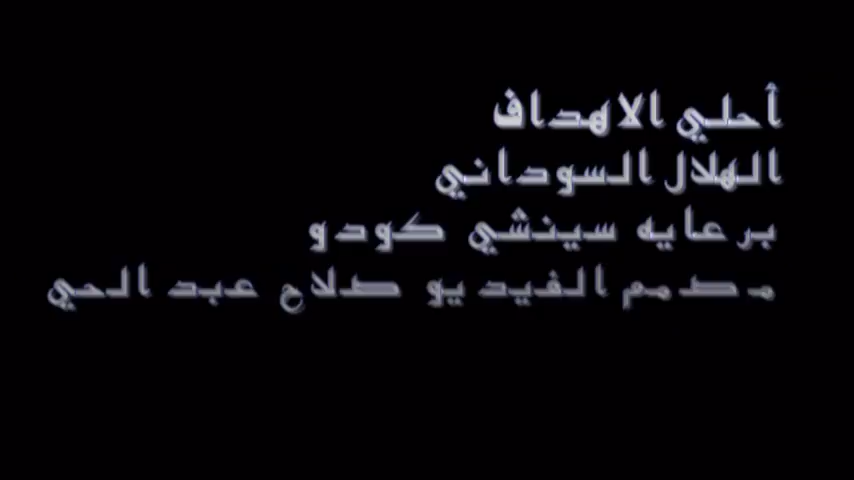 أحلي الاهداف
الهلال السوداني
برعايه سينشي كودو
مصمم الفيديو صلاح عبد الحي